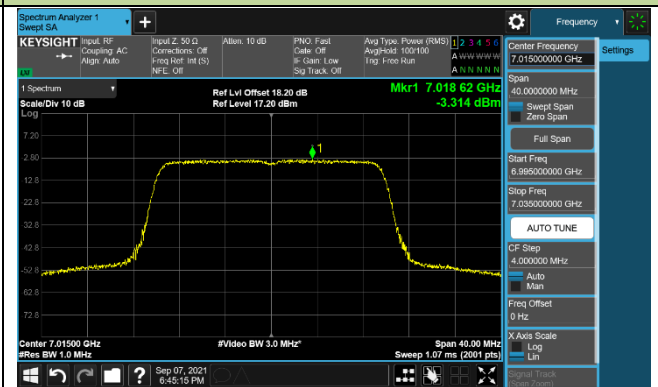 Spectrum Analyzer 1
Swept SA
+
Frequency
KEYSIGHT
Input: RF
Coupling: AC
Align: Auto
Input Z: 50 Ω
Corrections: Off
Freq Ref: Int (S)
NFE: Off
Atten: 10 dB
PNO: Fast
Gate: Off
IF Gain: Low
Sig Track: Off
Avg Type: Power (RMS)
Avg|Hold: 100/100
Trig: Free Run
1 2 3 4 5 6
A W W W W W
A N N N N N
1 Spectrum
Scale/Div 10 dB
Log
Ref Lvl Offset 18.20 dB
Ref Level 17.20 dBm
Mkr1 7.018 62 GHz
-3.314 dBm
1
7.20
2.80
12.8
22.8
32.8
42.8
52.8
62.8
72.8
Center 7.01500 GHz
#Res BW 1.0 MHz
#Video BW 3.0 MHz*
Span 40.00 MHz
Sweep 1.07 ms (2001 pts)
Sep 07, 2021
6:45:15 PM
Center Frequency
7.015000000 GHz
Span
40.0000000 MHz
Swept Span
Zero Span
Full Span
Start Freq
6.995000000 GHz
Stop Freq
7.035000000 GHz
AUTO TUNE
CF Step
4.000000 MHz
Auto
Man
Freq Offset
0 Hz
X Axis Scale
Log
Lin
Signal Track
(Span Zoom)
Settings